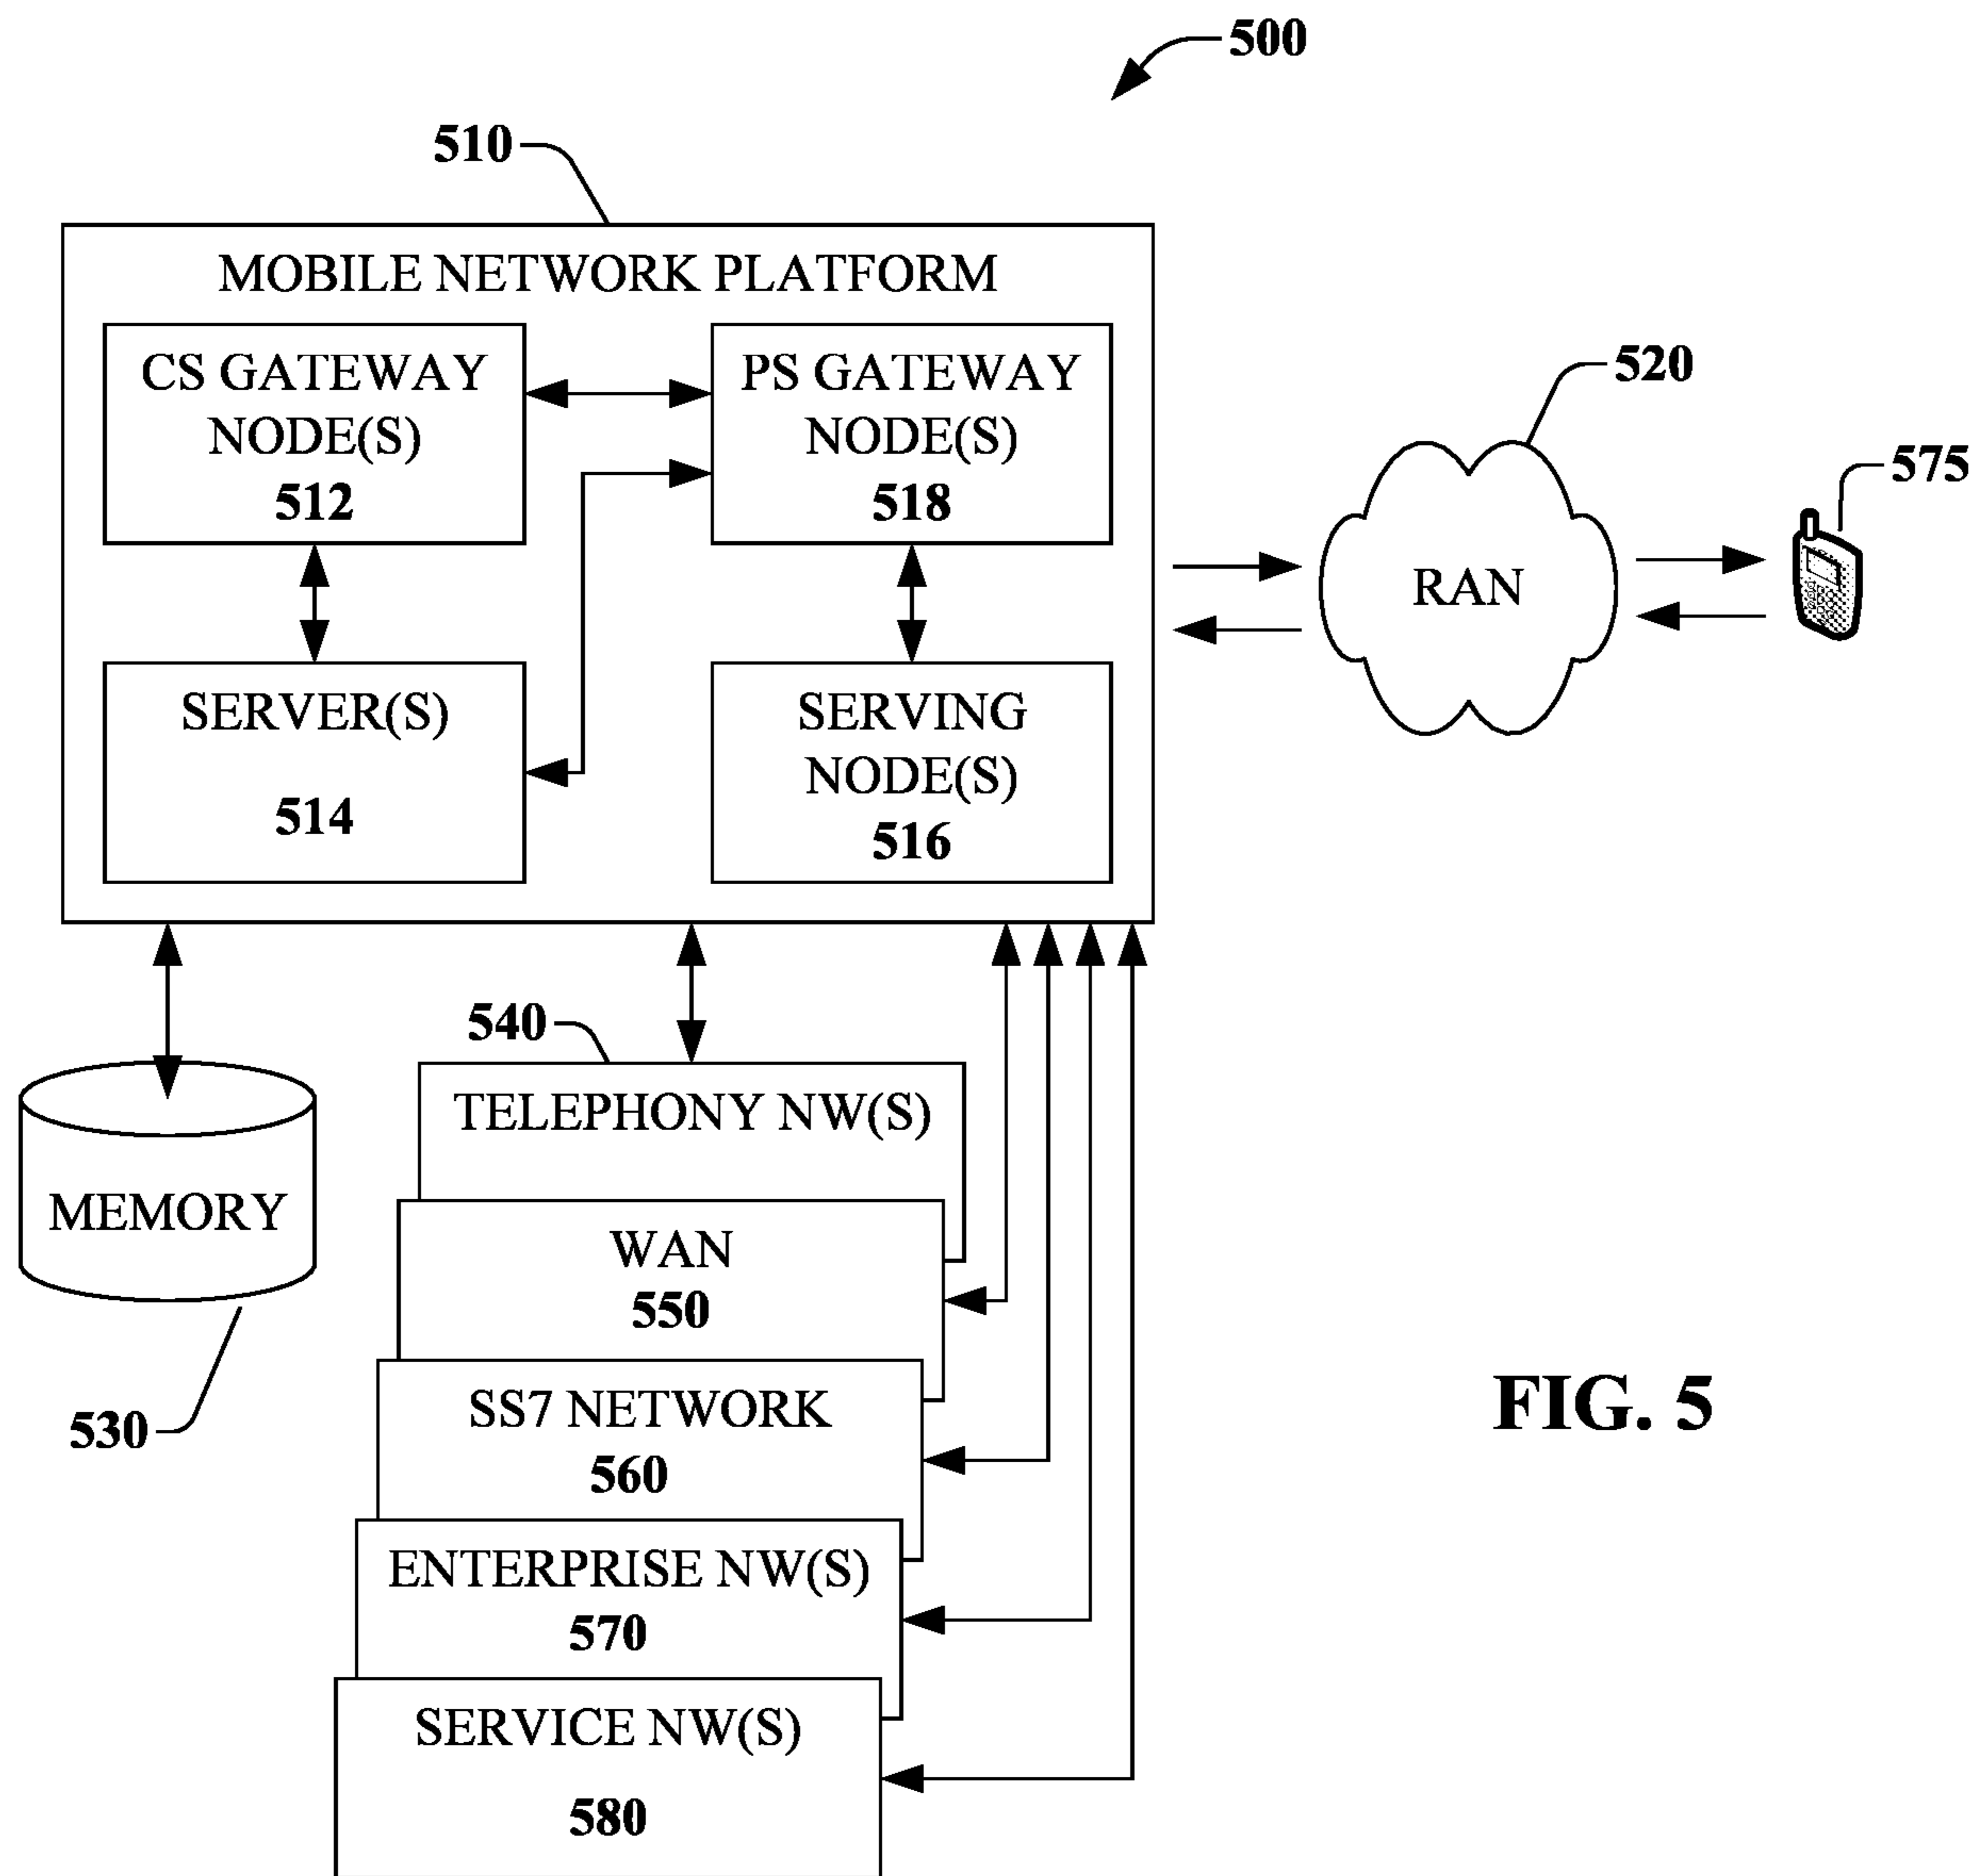 500
510
MOBILE NETWORK PLATFORM
CS GATEWAY
NODE(S)
512
PS GATEWAY
NODE(S)
518
SERVER(S)
514
SERVING
NODE(S)
516
520
RAN
575
540
TELEPHONY NW(S)
MEMORY
530
WAN
550
SS7 NETWORK
560
ENTERPRISE NW(S)
570
SERVICE NW(S)
580
FIG. 5